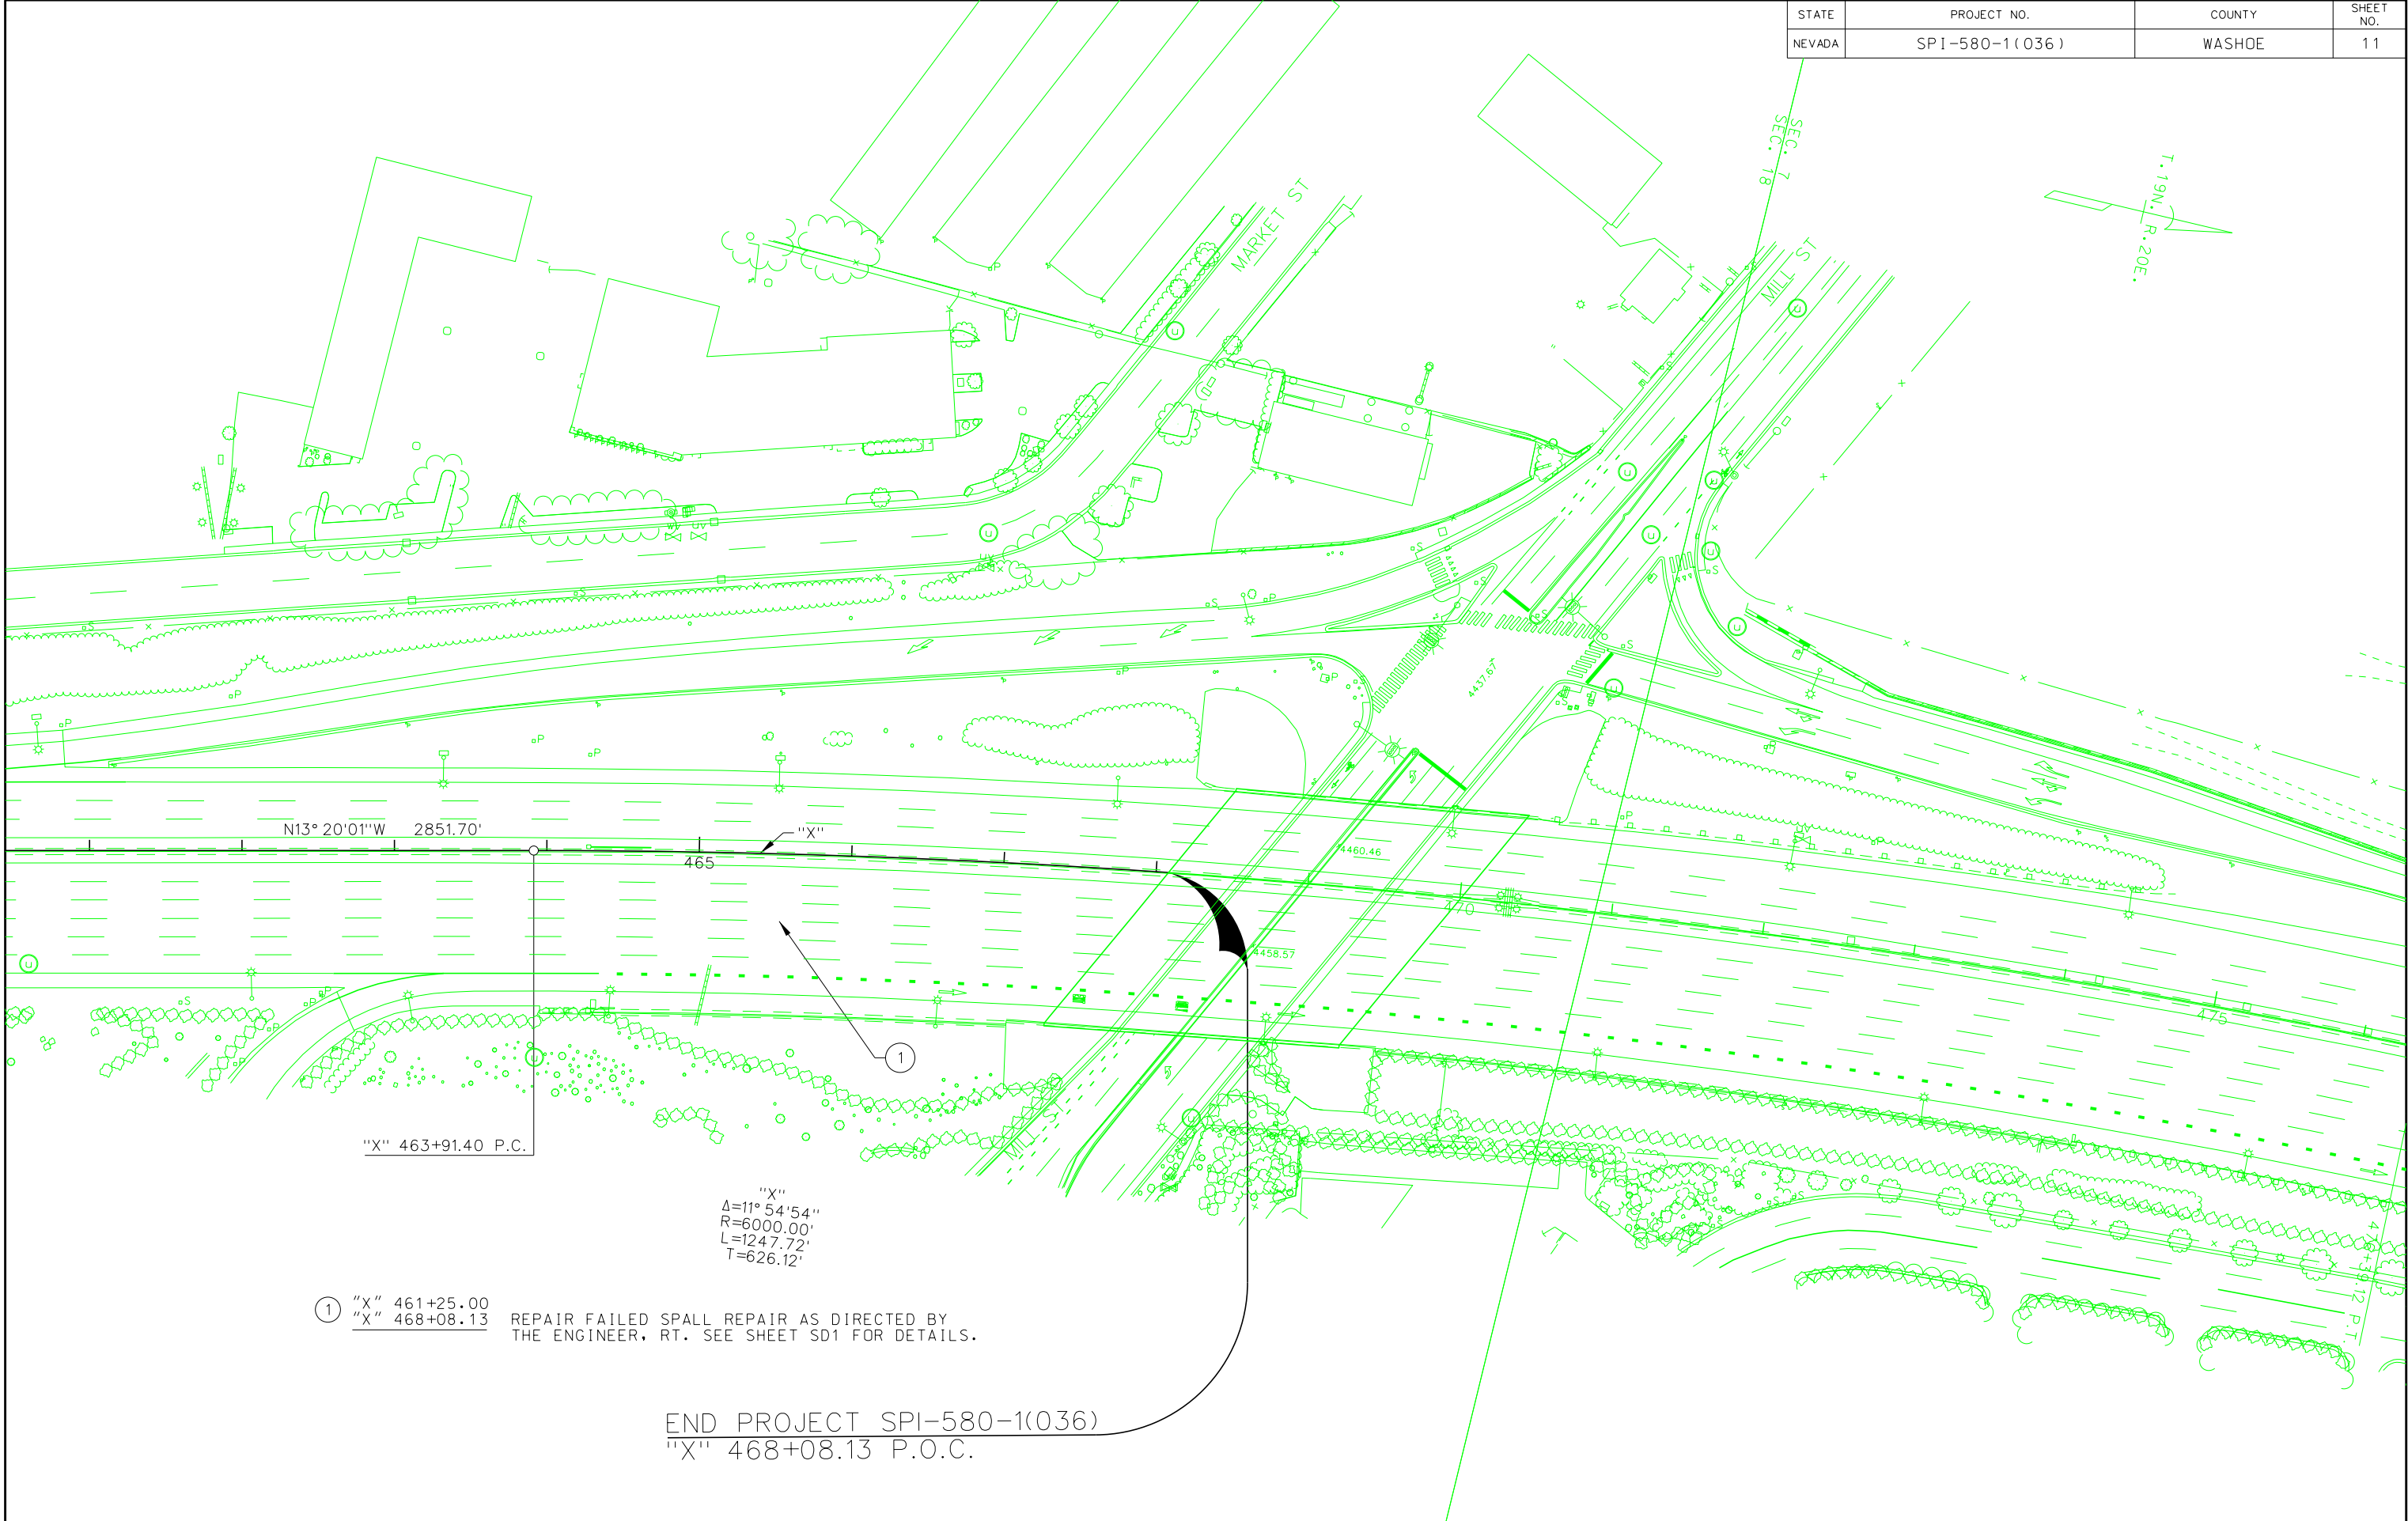 STATE PROJECT NO. COUNTY SHEET NO.
NEVADA SPI-580-1(036) WASHOE 11
SEC. 7
SEC. 18
T.19N. R.20E.
MARKET ST
MILL ST
4437.67
N13°20'01"W 2851.70'
"X"
465
4460.46
470
4458.57
475
1
"X" 463+91.40 P.C.
"X"
Δ=11°54'54"
R=6000.00'
L=1247.72'
T=626.12'
1 "X" 461+25.00
"X" 468+08.13 REPAIR FAILED SPALL REPAIR AS DIRECTED BY
THE ENGINEER, RT. SEE SHEET SD1 FOR DETAILS.
END PROJECT SPI-580-1(036)
"X" 468+08.13 P.O.C.